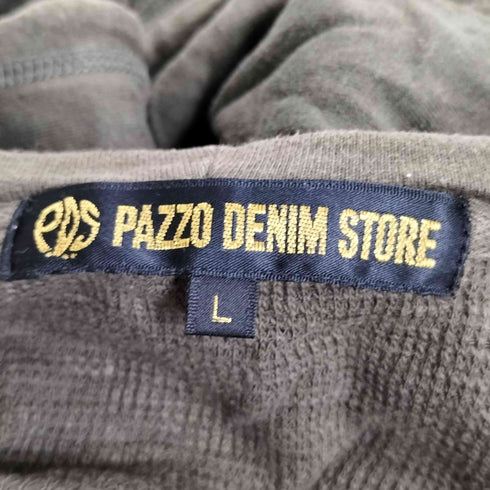 PDS PAZZO DENIM STORE
L